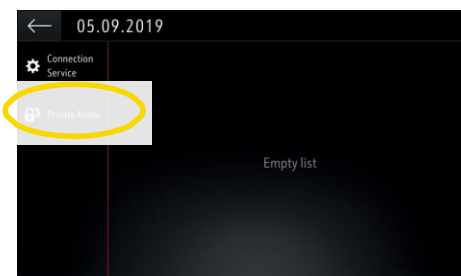 05.09.2019
Connection
Service
Private Mode
Empty list